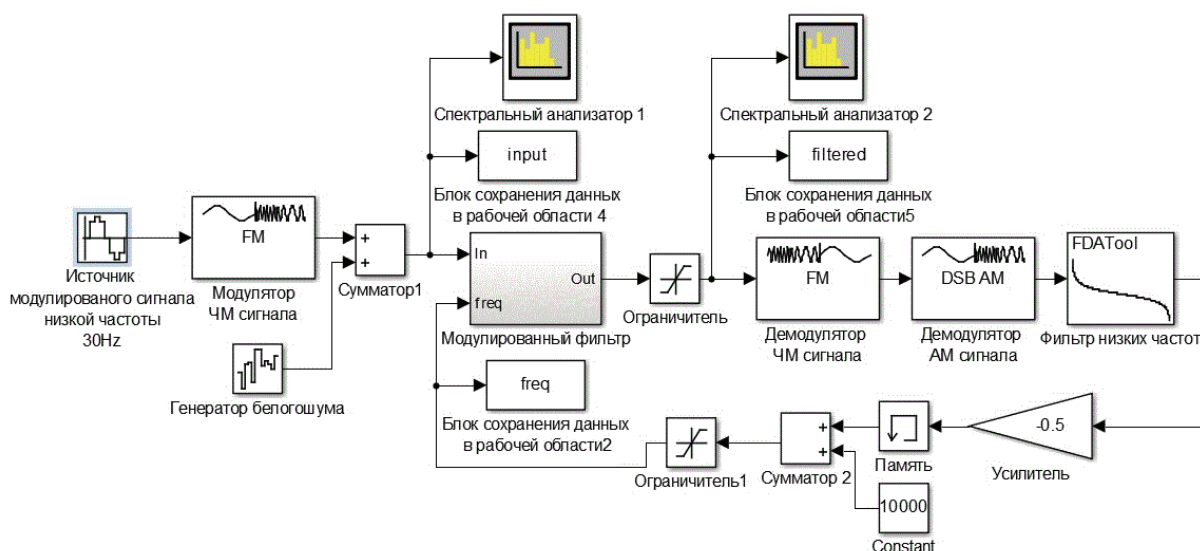 Спектральный анализатор 1
Спектральный анализатор 2
input
filtered
Блок сохранения данных
в рабочей области 4
Блок сохранения данных
в рабочей области5
FM
Источник
модулированого сигнала
низкой частоты
30Hz
Модулятор
ЧМ сигнала
+
+
Сумматор1
In
freq
Out
Модулированный фильтр
Ограничитель
FM
Демодулятор
ЧМ сигнала
DSB AM
Демодулятор
АМ сигнала
FDATool
Фильтр низких частот
Генератор белогошума
freq
Блок сохранения данных
в рабочей области2
Ограничитель1
+
+
Сумматор 2
Память
-0.5
Усилитель
10000
Constant